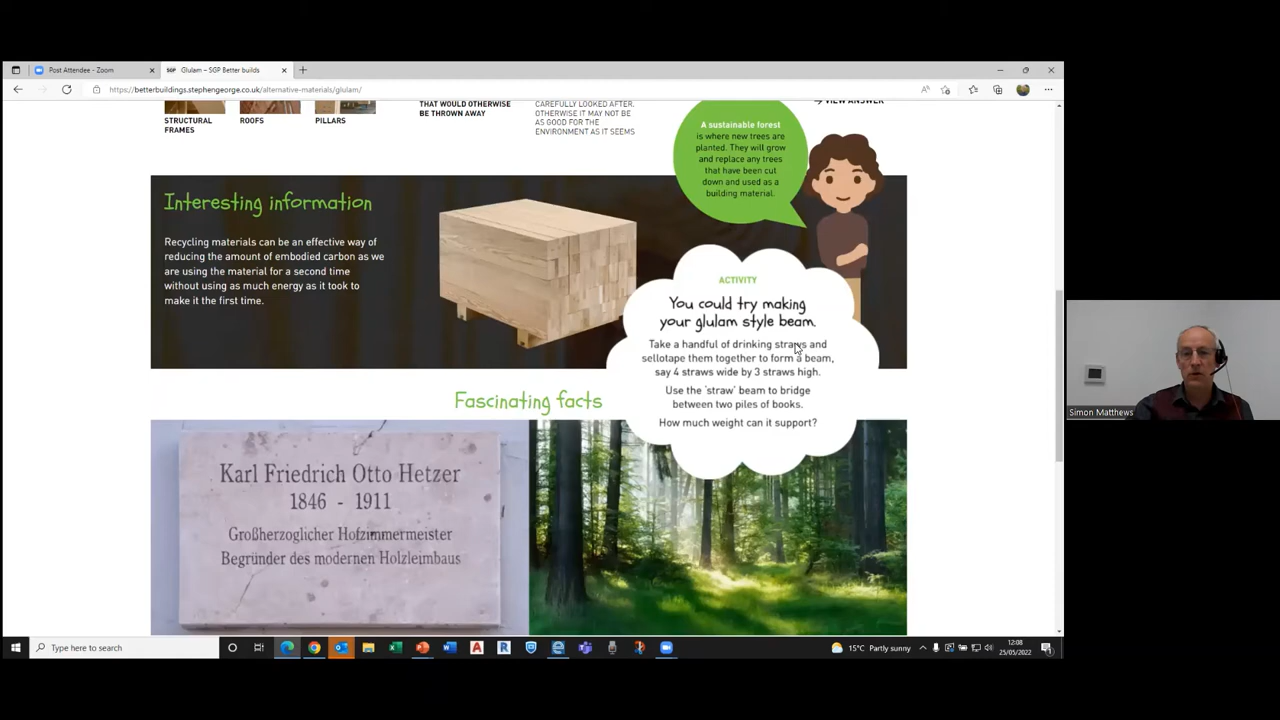 Post Attendee - Zoom
SGP Glulam – SGP Better builds
https://betterbuildings.stephengeorge.co.uk/alternative-materials/glulam/
STRUCTURAL
FRAMES
ROOFS
PILLARS
THAT WOULD OTHERWISE
BE THROWN AWAY
CAREFULLY LOOKED AFTER.
OTHERWISE IT MAY NOT BE
AS GOOD FOR THE
ENVIRONMENT AS IT SEEMS
VIEW ANSWER
A sustainable forest
is where new trees are
planted. They will grow
and replace any trees
that have been cut
down and used as a
building material.
Interesting information
Recycling materials can be an effective way of
reducing the amount of embodied carbon as we
are using the material for a second time
without using as much energy as it took to
make it the first time.
ACTIVITY
You could try making
your glulam style beam.
Take a handful of drinking straws and
sellotape them together to form a beam,
say 4 straws wide by 3 straws high.
Use the 'straw' beam to bridge
between two piles of books.
How much weight can it support?
Fascinating facts
Karl Friedrich Otto Hetzer
1846 - 1911
Großherzoglicher Hofzimmermeister
Begründer des modernen Holzleimbaus
Simon Matthews
Type here to search
15°C Partly sunny
12:08
25/05/2022